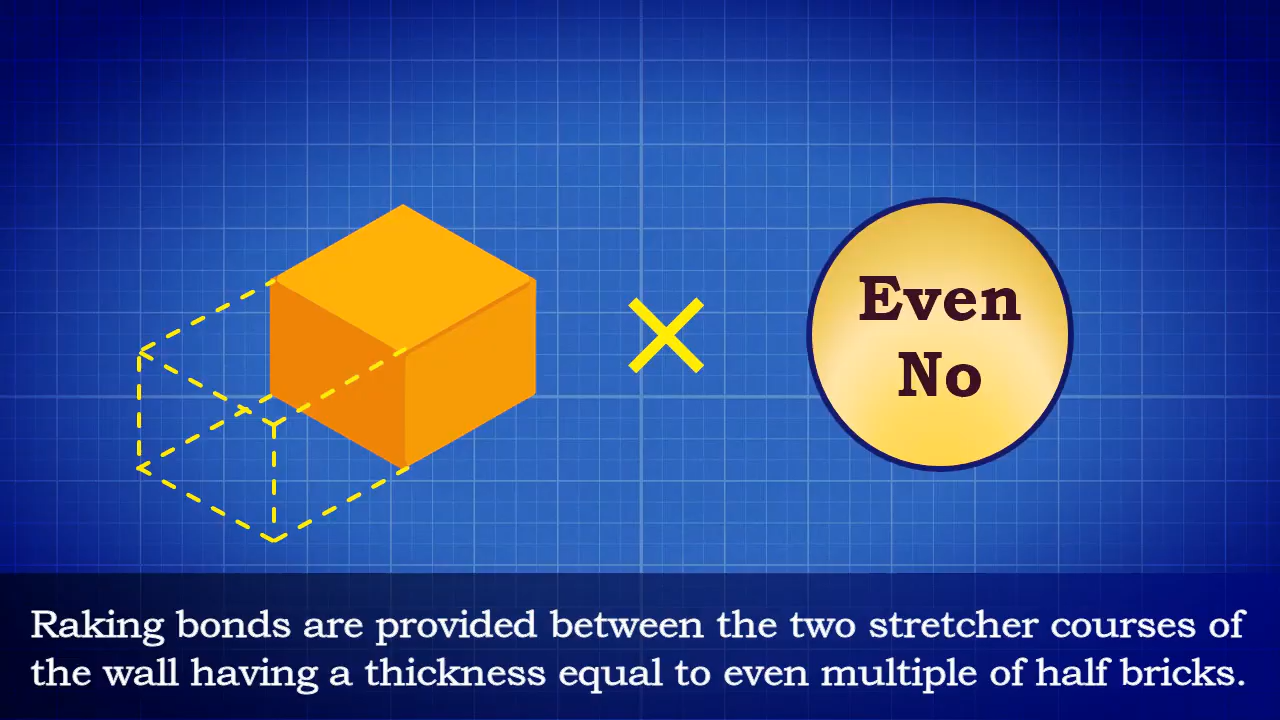 Even
No
Raking bonds are provided between the two stretcher courses of
the wall having a thickness equal to even multiple of half bricks.